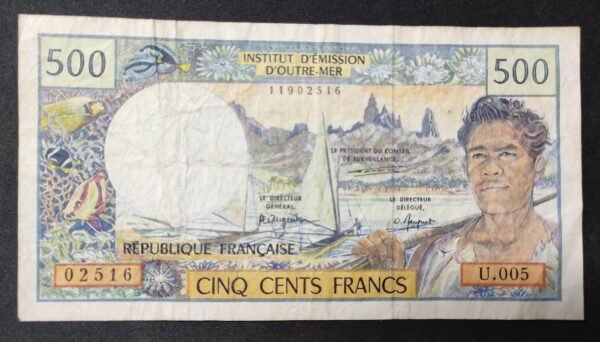 500
INSTITUT D'ÉMISSION
D'OUTRE-MER
500
11902516
LE PRÉSIDENT DU CONSEIL
DE SURVEILLANCE.
LE DIRECTEUR
GÉNÉRAL,
LE DIRECTEUR
DÉLÉGUÉ,
RÉPUBLIQUE FRANÇAISE
02516
CINQ CENTS FRANCS
U.005